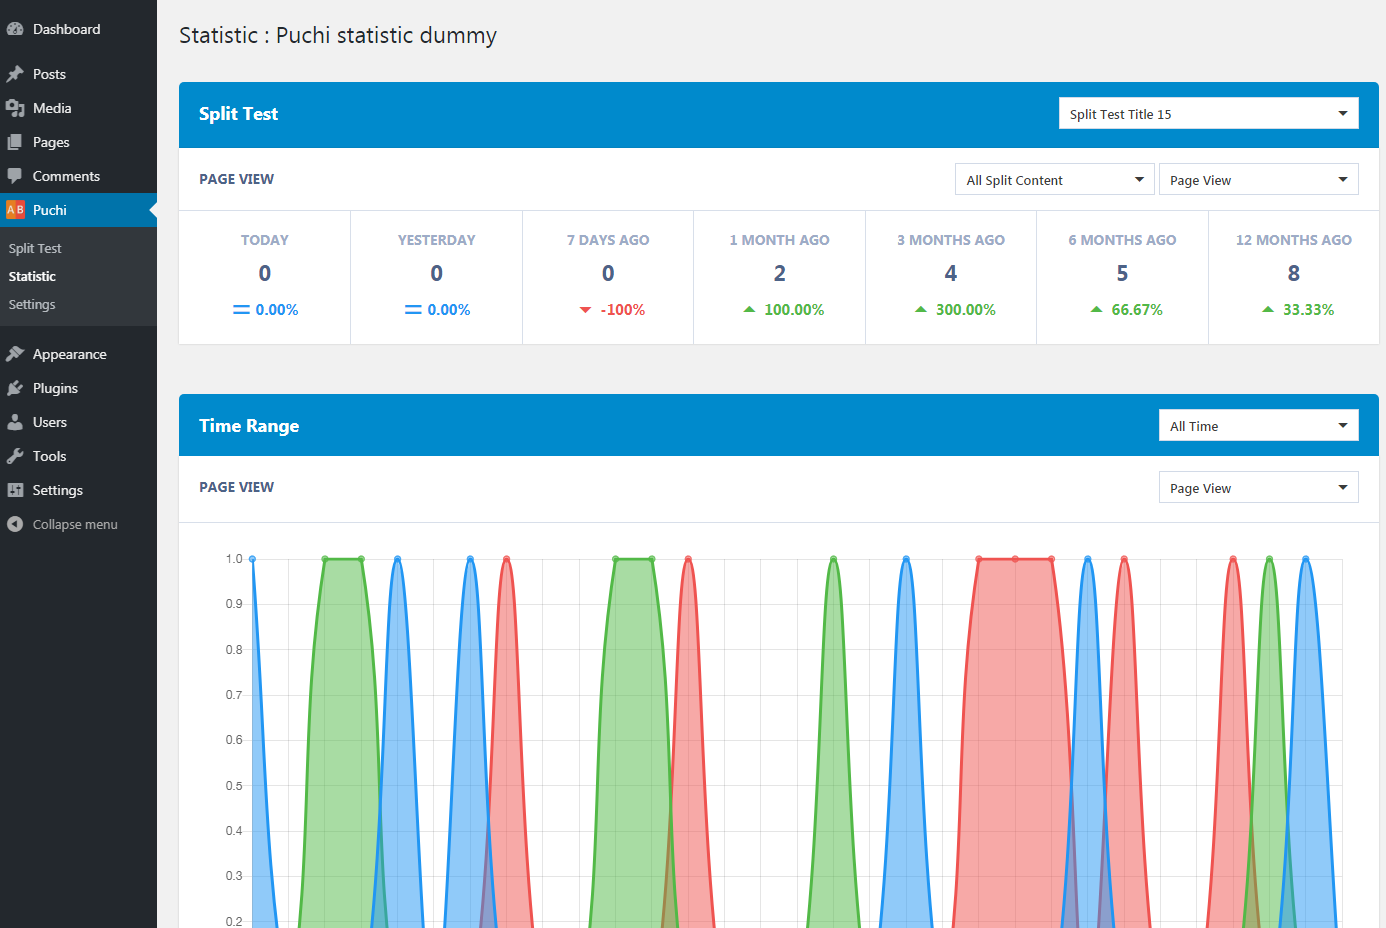 Dashboard
Posts
Media
Pages
Comments
AB Puchi
Split Test
Statistic
Settings
Appearance
Plugins
Users
Tools
Settings
Collapse menu
Statistic : Puchi statistic dummy
Split Test
Split Test Title 15
PAGE VIEW
All Split Content
Page View
TODAY
0
0.00%
YESTERDAY
0
0.00%
7 DAYS AGO
0
-100%
1 MONTH AGO
2
100.00%
3 MONTHS AGO
4
300.00%
6 MONTHS AGO
5
66.67%
12 MONTHS AGO
8
33.33%
Time Range
All Time
PAGE VIEW
Page View
1.0
0.9
0.8
0.7
0.6
0.5
0.4
0.3
0.2